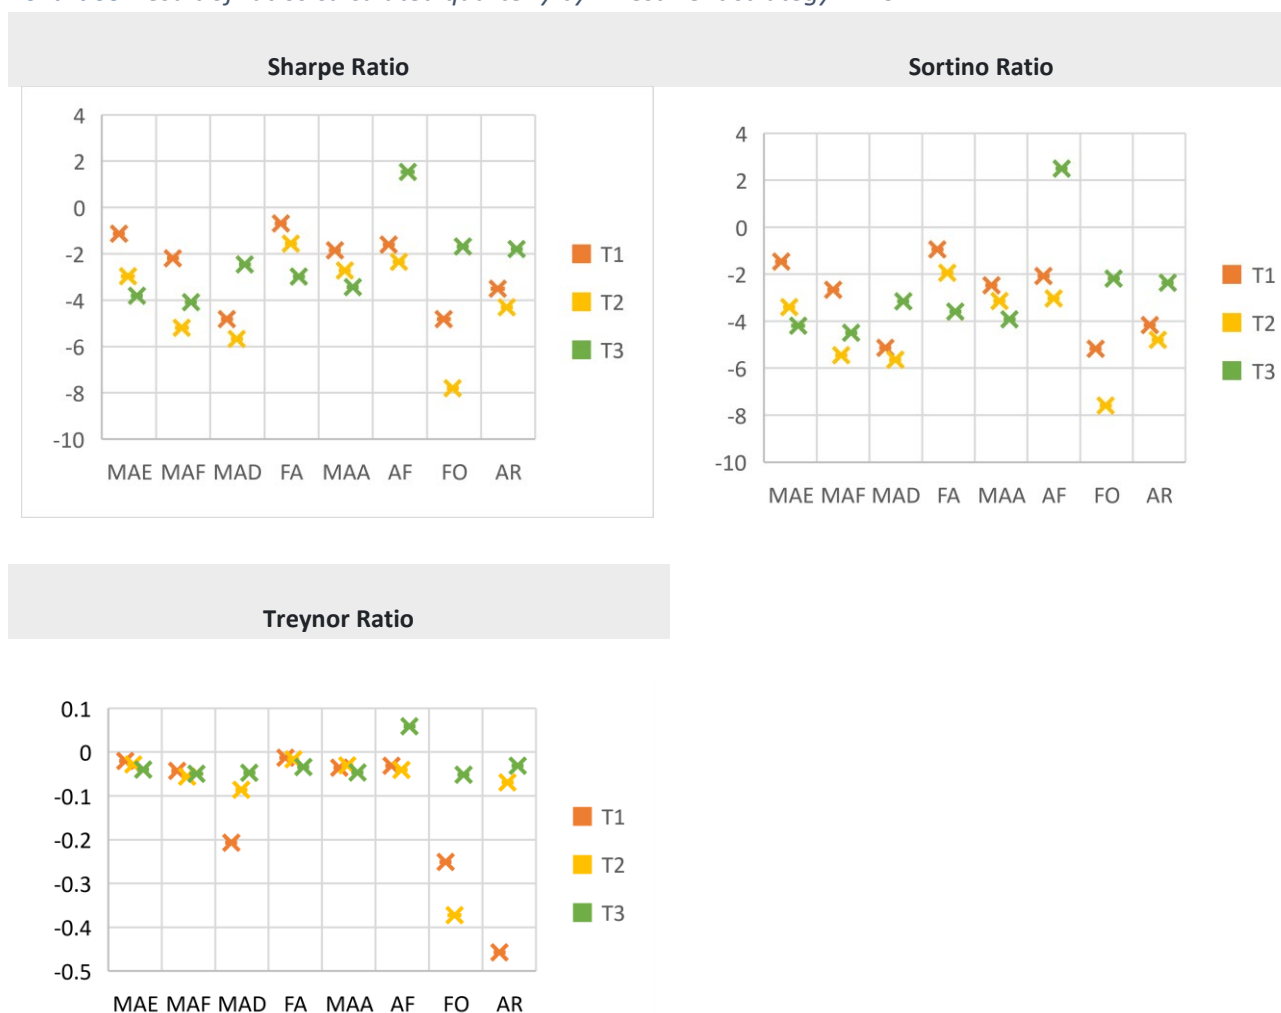 Sharpe Ratio
Sortino Ratio
4
2
0
-2
-4
-6
-8
-10
MAE MAF MAD FA MAA AF FO AR
T1
T2
T3
4
2
0
-2
-4
-6
-8
-10
MAE MAF MAD FA MAA AF FO AR
T1
T2
T3
Treynor Ratio
0.1
0
-0.1
-0.2
-0.3
-0.4
-0.5
MAE MAF MAD FA MAA AF FO AR
T1
T2
T3